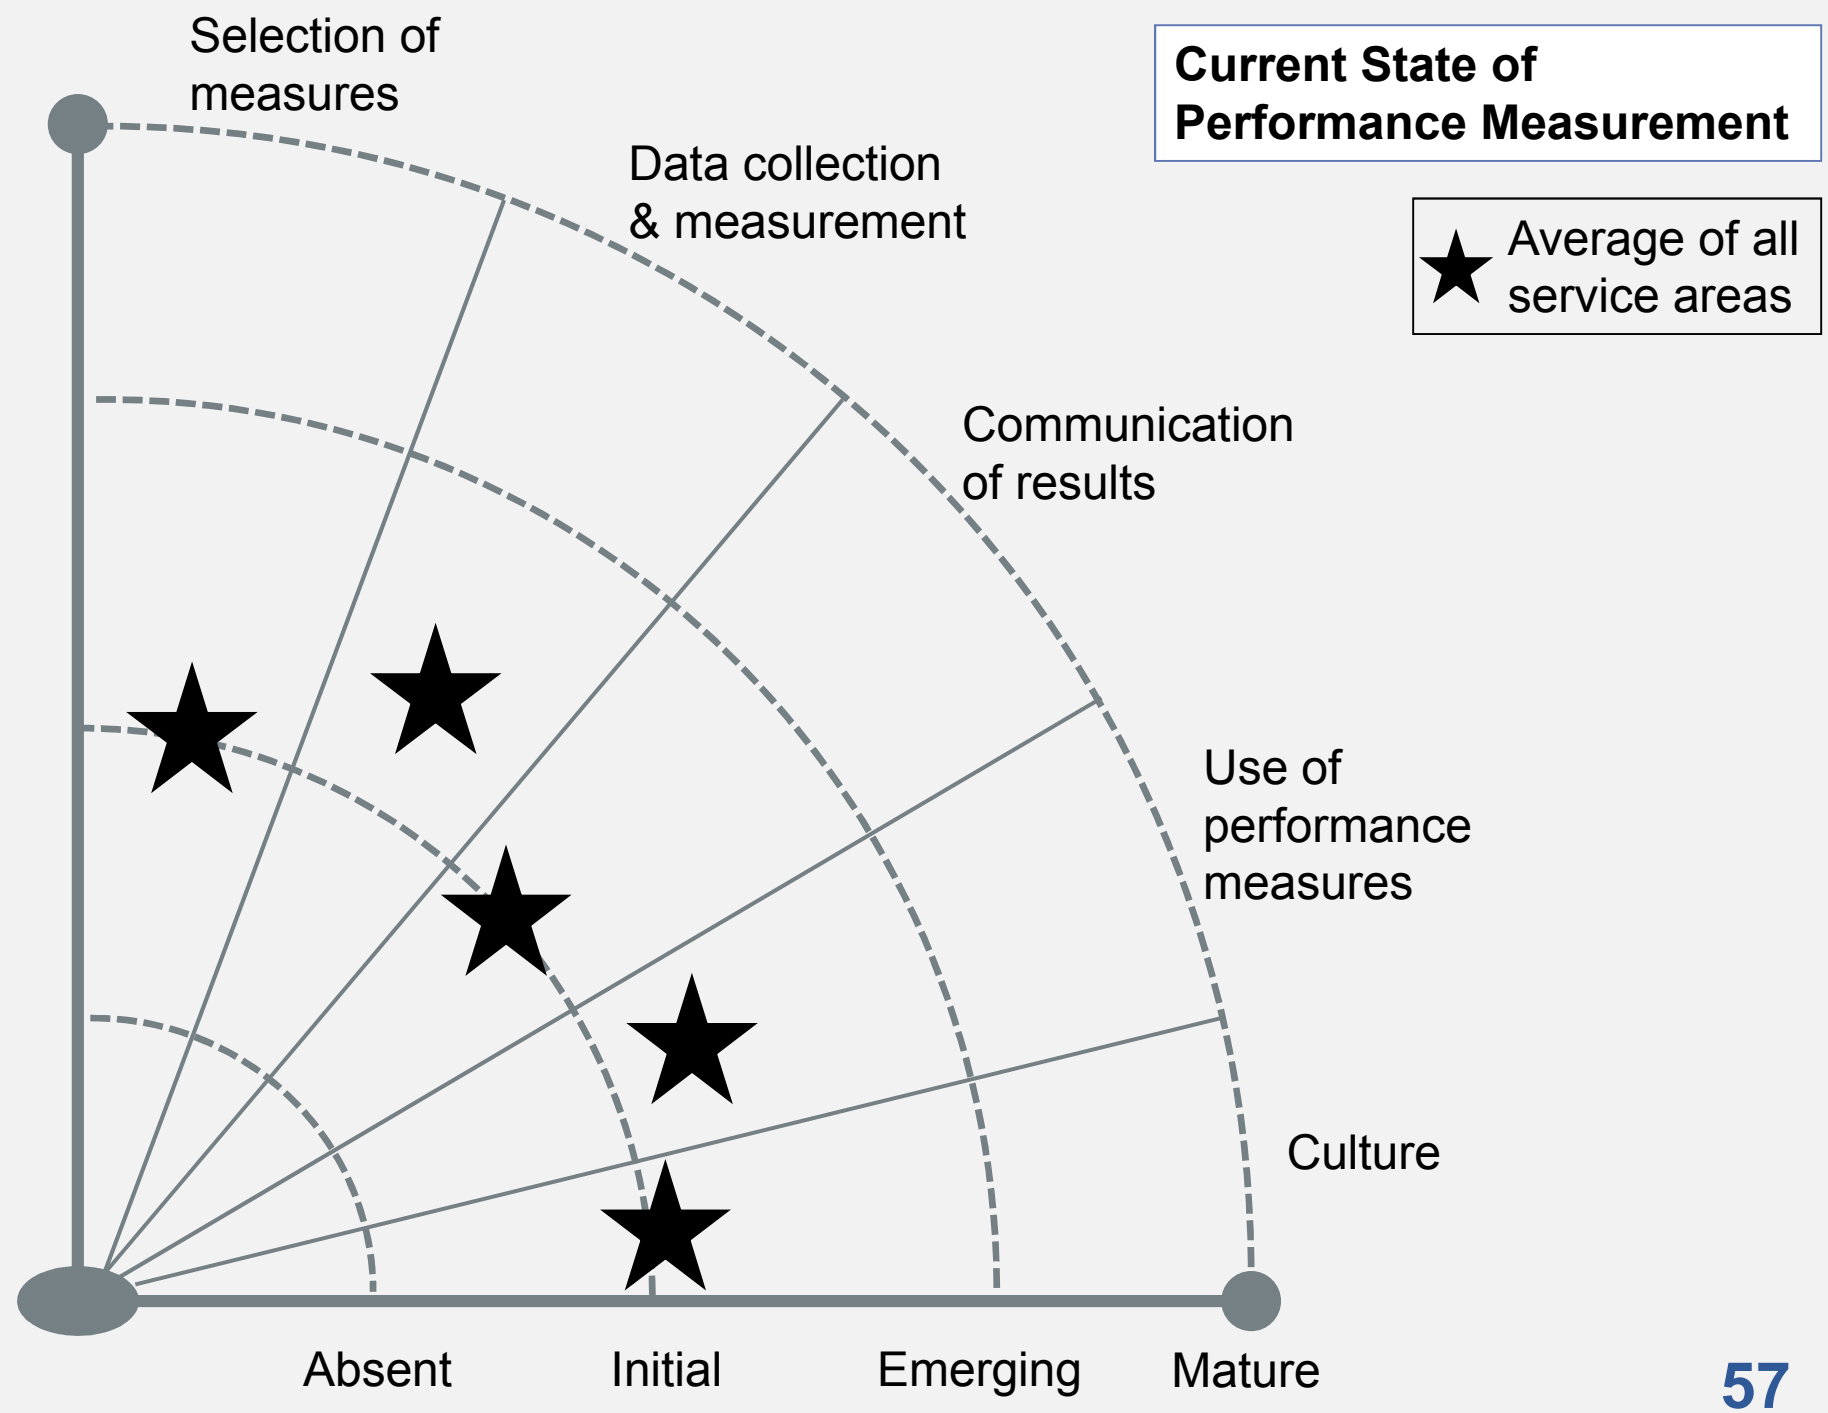 Selection of
measures
Current State of
Performance Measurement
Data collection
& measurement
Average of all
service areas
Communication
of results
Use of
performance
measures
Culture
Absent
Initial
Emerging
Mature
57